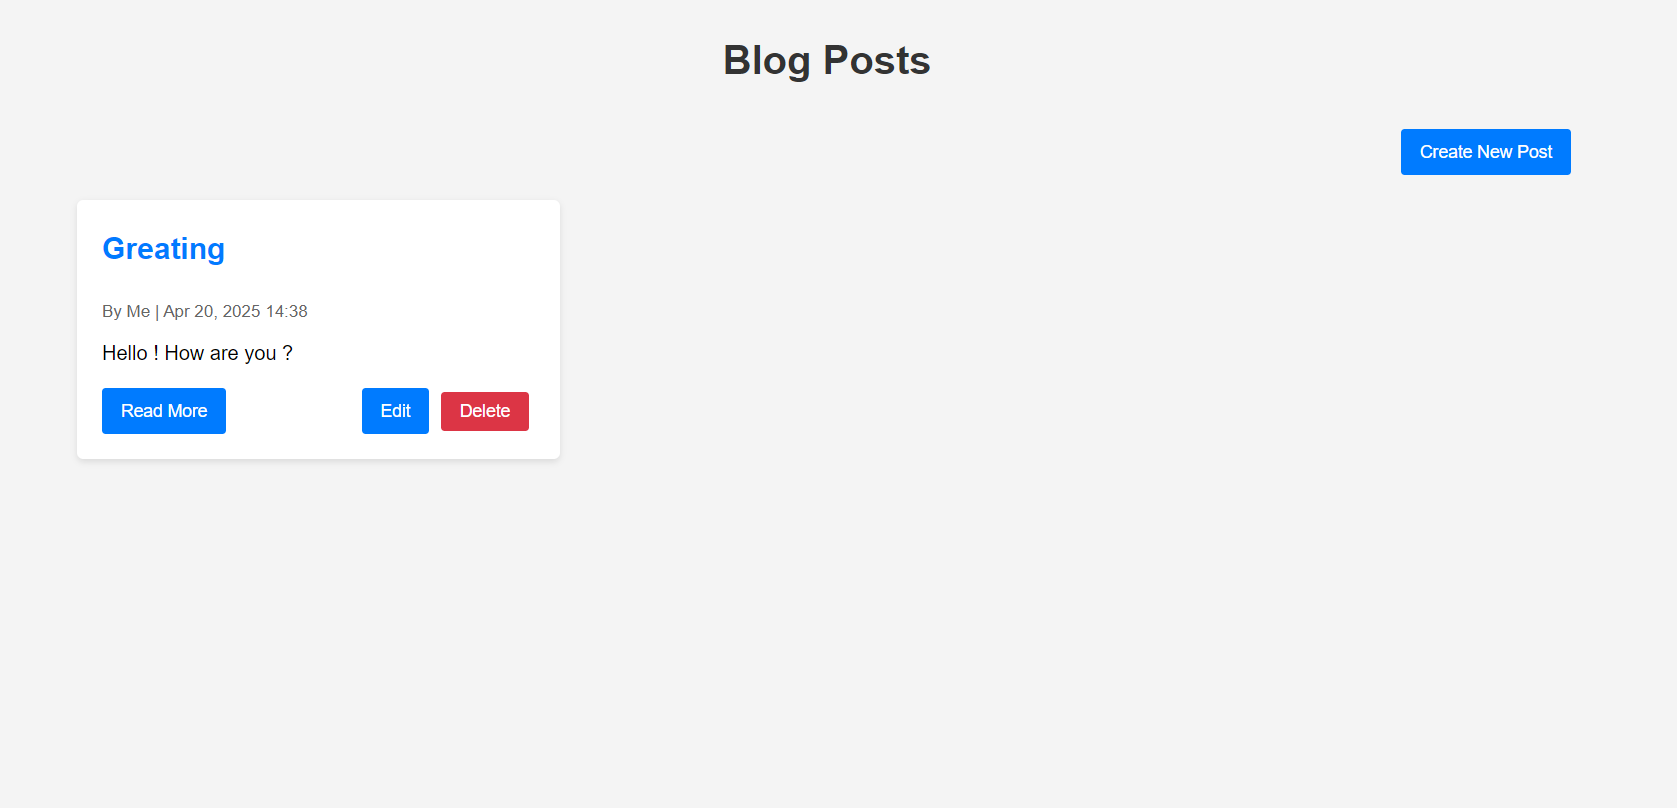 Blog Posts
Create New Post
Greating
By Me | Apr 20, 2025 14:38
Hello ! How are you ?
Read More Edit Delete